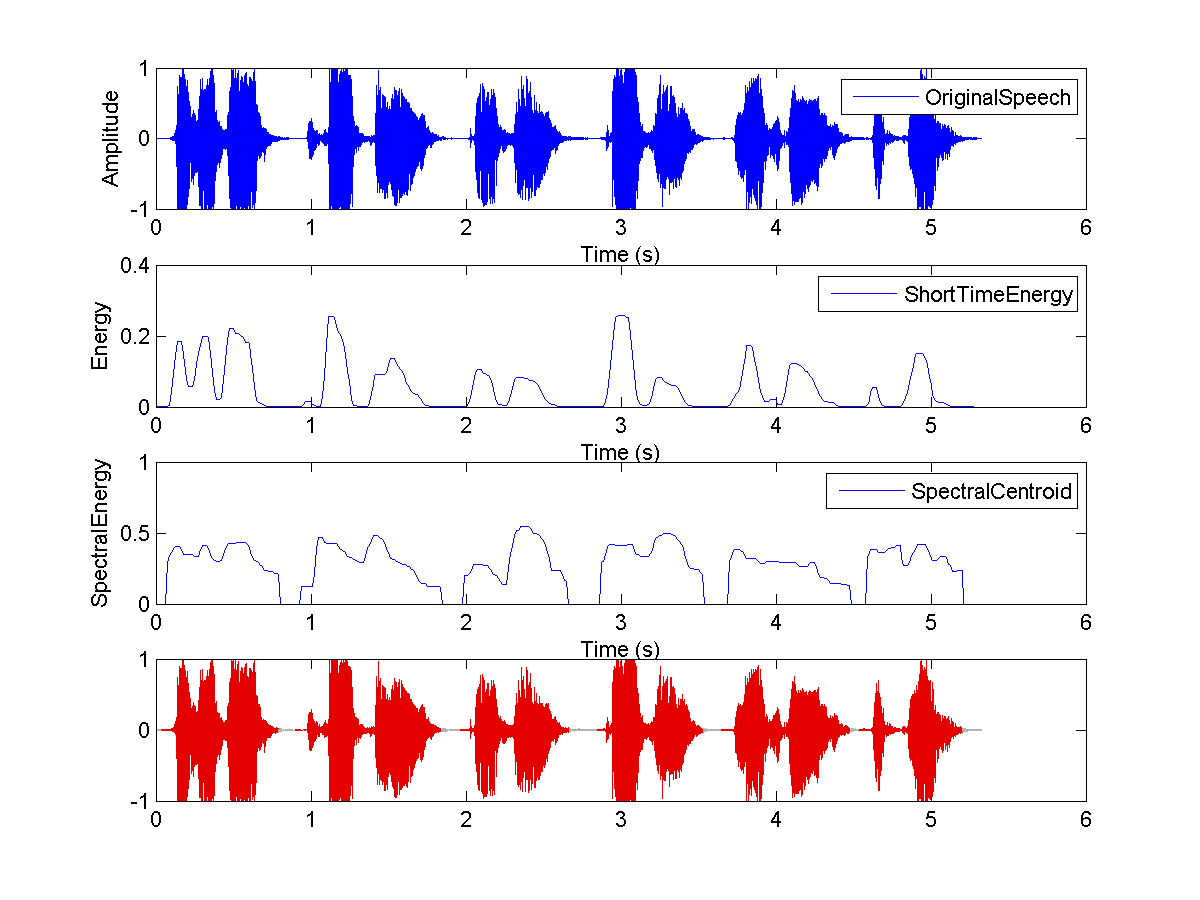 1
Amplitude
0
-1
OriginalSpeech
0 1 2 3 4 5 6
Time (s)
0.4
Energy
0.2
0
ShortTimeEnergy
0 1 2 3 4 5 6
Time (s)
1
SpectralEnergy
0.5
0
SpectralCentroid
0 1 2 3 4 5 6
Time (s)
1
0
-1
0 1 2 3 4 5 6